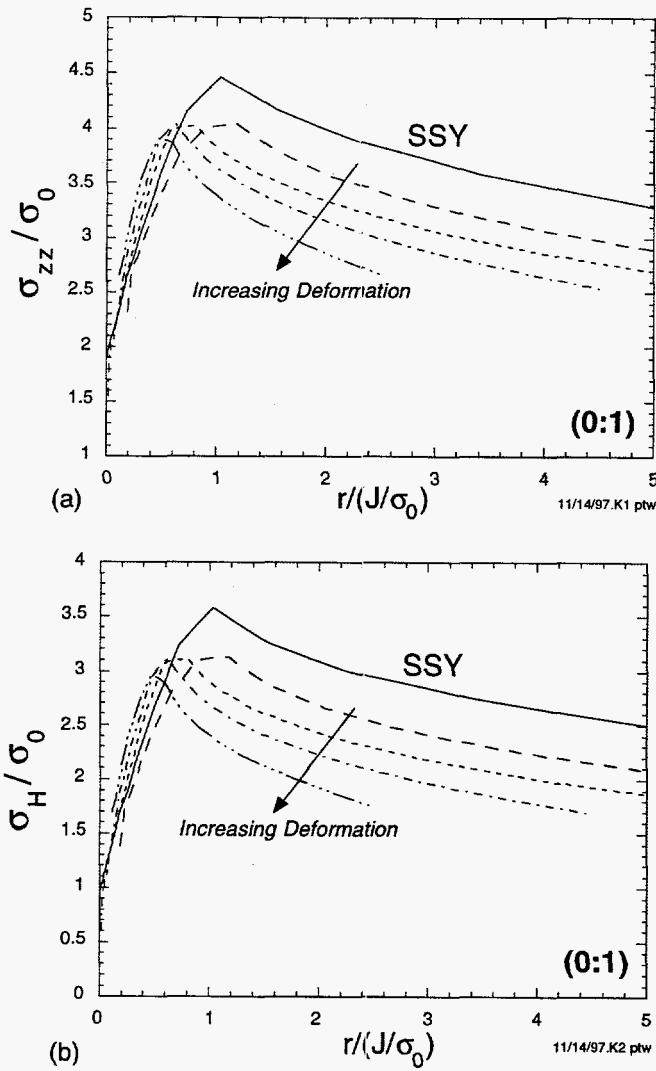 5
4.5
4
3.5
3
2.5
2
1.5
1
σzz/σ0
SSY
Increasing Deformation
(0:1)
0 1 2 3 4 5
(a)
r/(J/σ0)
11/14/97.K1 ptw
4
3.5
3
2.5
2
1.5
1
0.5
0
σH/σ0
SSY
Increasing Deformation
(0:1)
0 1 2 3 4 5
(b)
r/(J/σ0)
11/14/97.K2 ptw